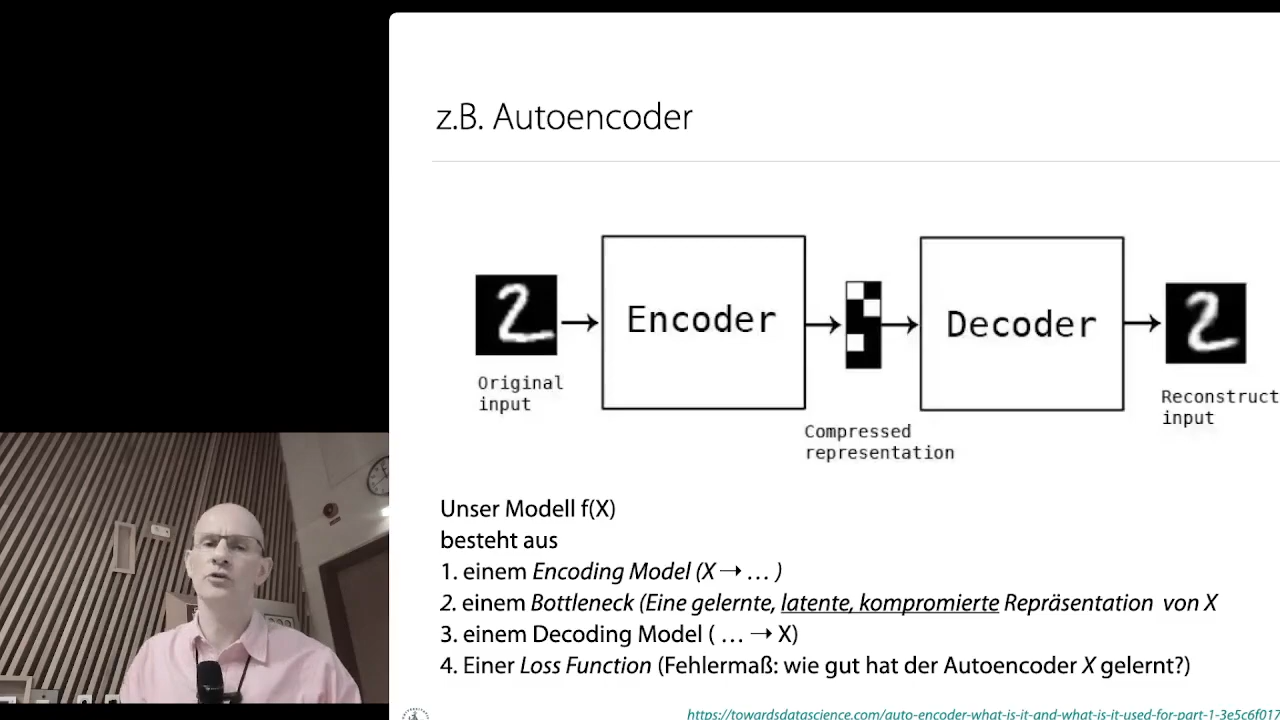 z.B. Autoencoder
Encoder
Decoder
Original
input
Compressed
representation
Reconstruct
input
Unser Modell f(X)
besteht aus
1. einem Encoding Model (X → … )
2. einem Bottleneck (Eine gelernte, latente, kompromierte Repräsentation von X
3. einem Decoding Model ( … → X)
4. Einer Loss Function (Fehlermaß: wie gut hat der Autoencoder X gelernt?)
https://towardsdatascience.com/auto-encoder-what-is-it-and-what-is-it-used-for-part-1-3e5c6f017